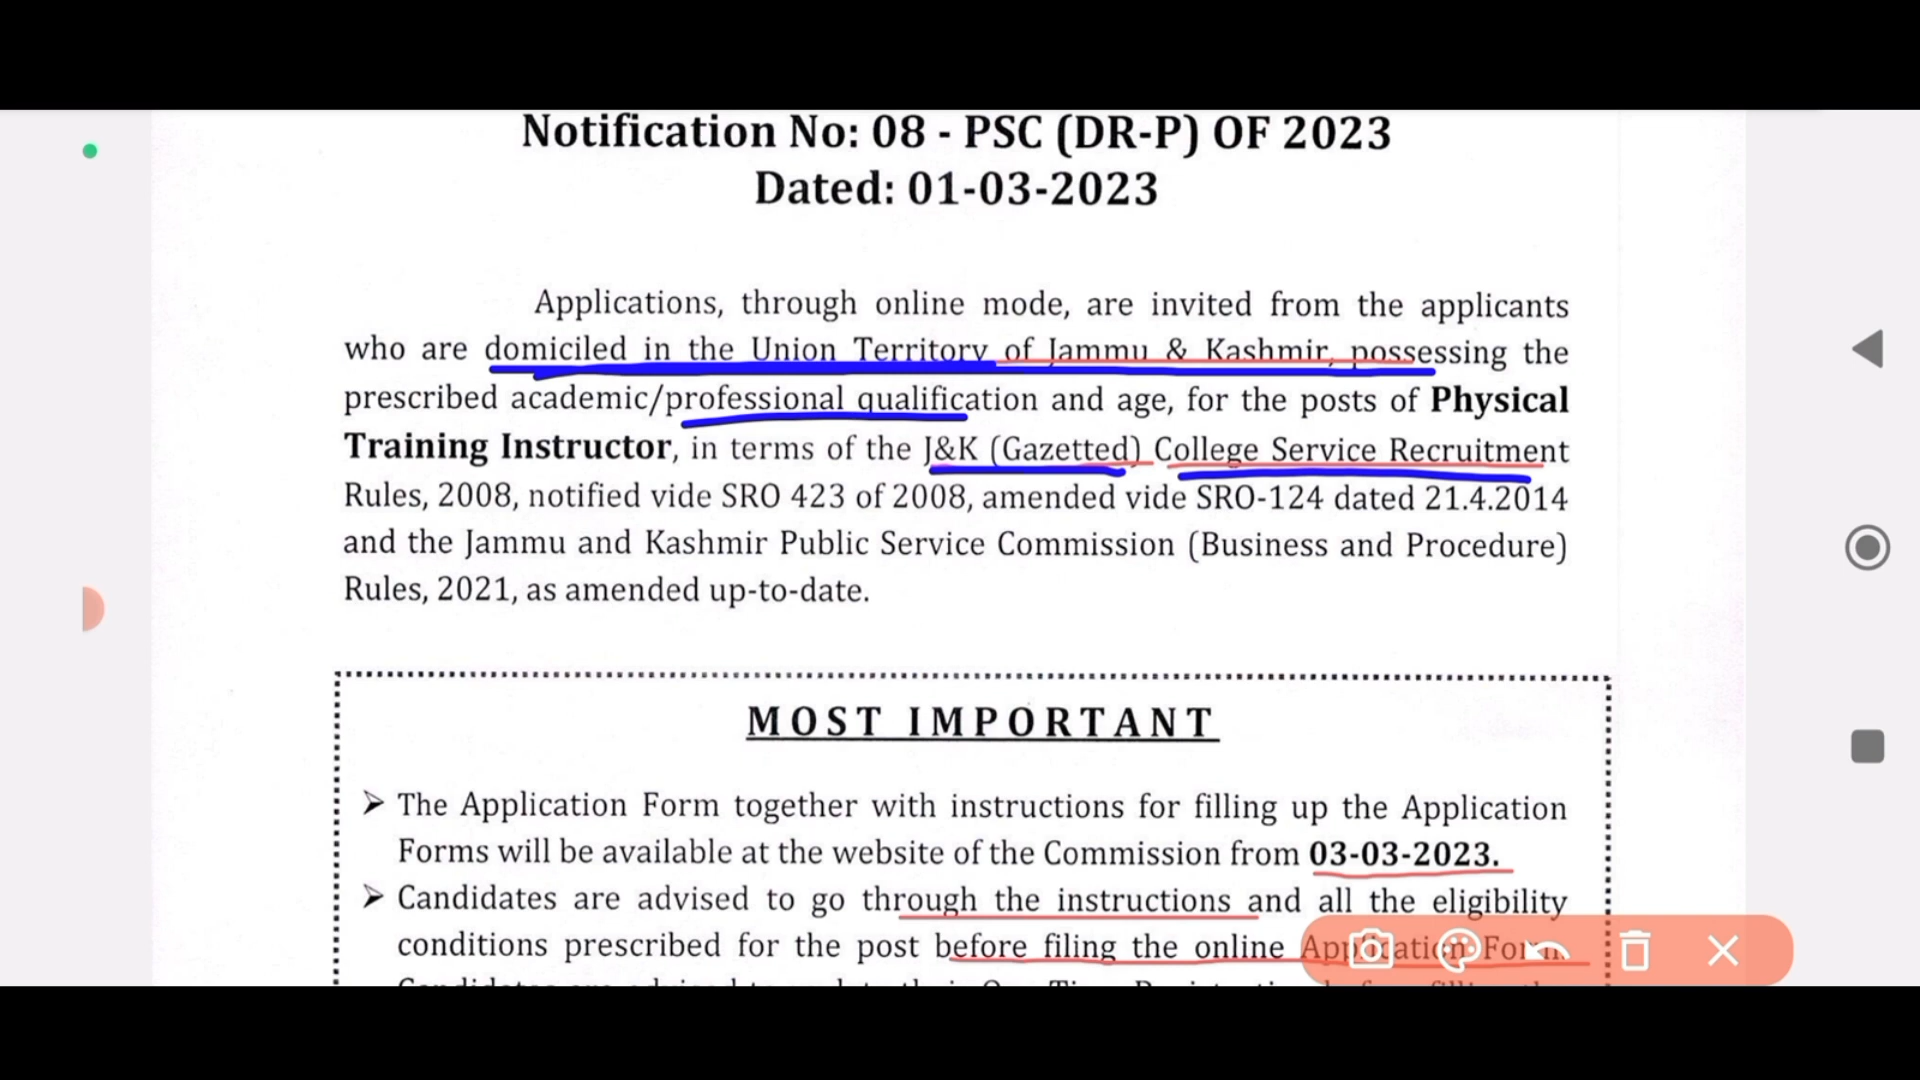 Notification No: 08 - PSC (DR-P) OF 2023
Dated: 01-03-2023
Applications, through online mode, are invited from the applicants
who are domiciled in the Union Territory of Jammu & Kashmir, possessing the
prescribed academic/professional qualification and age, for the posts of Physical
Training Instructor, in terms of the J&K (Gazetted) College Service Recruitment
Rules, 2008, notified vide SRO 423 of 2008, amended vide SRO-124 dated 21.4.2014
and the Jammu and Kashmir Public Service Commission (Business and Procedure)
Rules, 2021, as amended up-to-date.
MOST IMPORTANT
➢ The Application Form together with instructions for filling up the Application
Forms will be available at the website of the Commission from 03-03-2023.
➢ Candidates are advised to go through the instructions and all the eligibility
conditions prescribed for the post before filing the online Application Form.